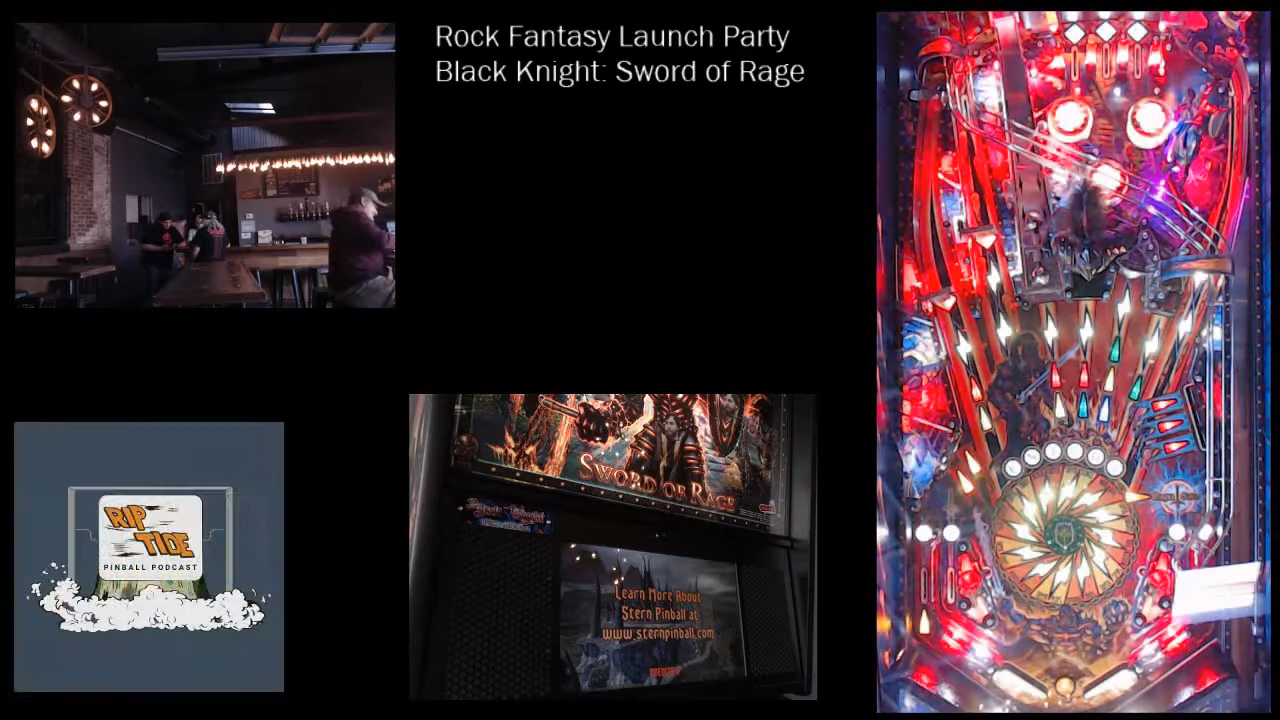 Rock Fantasy Launch Party
Black Knight: Sword of Rage
RIP
TIDE
PINBALL PODCAST
SWORD OF RAGE
Learn More About
Stern Pinball at
www.sternpinball.com